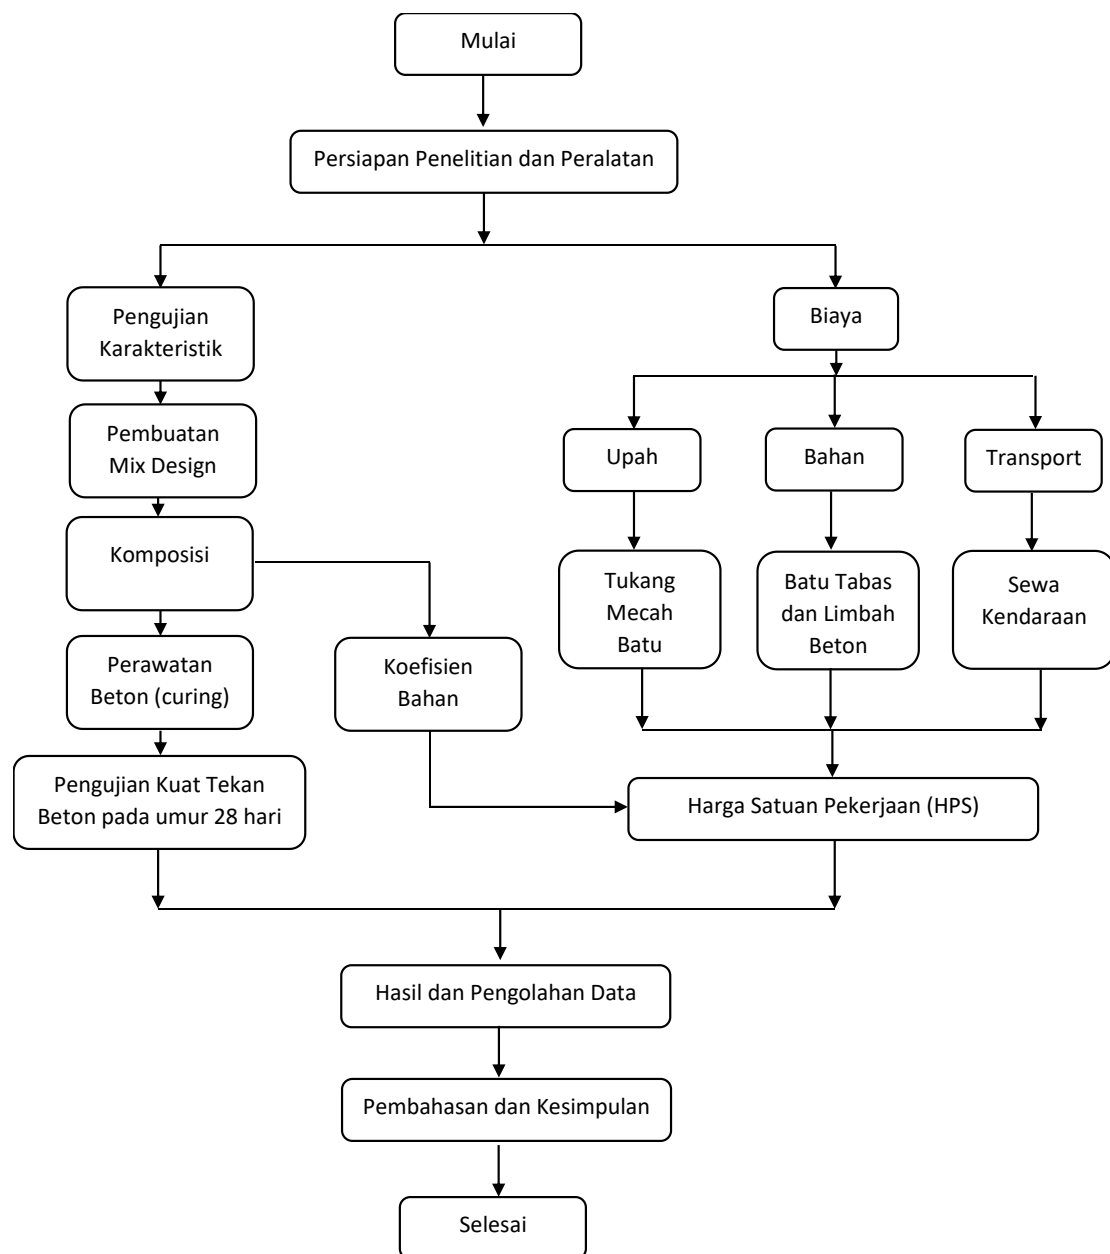 Mulai
Persiapan Penelitian dan Peralatan
Pengujian
Karakteristik
Biaya
Pembuatan
Mix Design
Upah
Bahan
Transport
Komposisi
Tukang
Mecah
Batu
Batu Tabas
dan Limbah
Beton
Sewa
Kendaraan
Perawatan
Beton (curing)
Koefisien
Bahan
Pengujian Kuat Tekan
Beton pada umur 28 hari
Harga Satuan Pekerjaan (HPS)
Hasil dan Pengolahan Data
Pembahasan dan Kesimpulan
Selesai